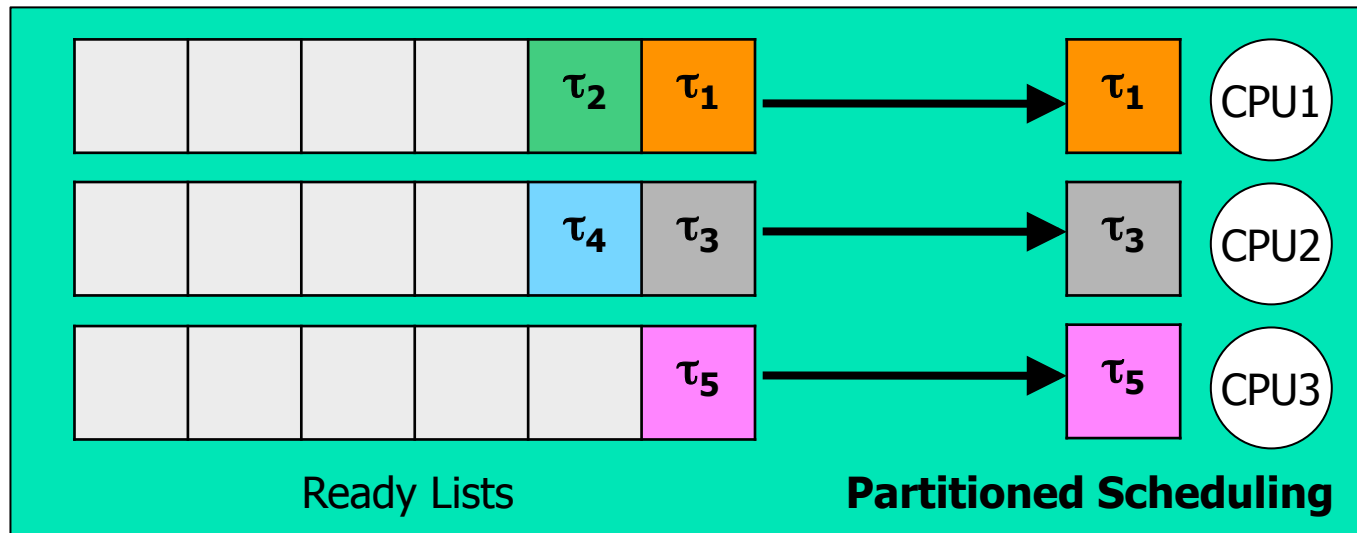 τ2 τ1 τ1 CPU1
τ4 τ3 τ3 CPU2
τ5 τ5 CPU3
Ready Lists Partitioned Scheduling